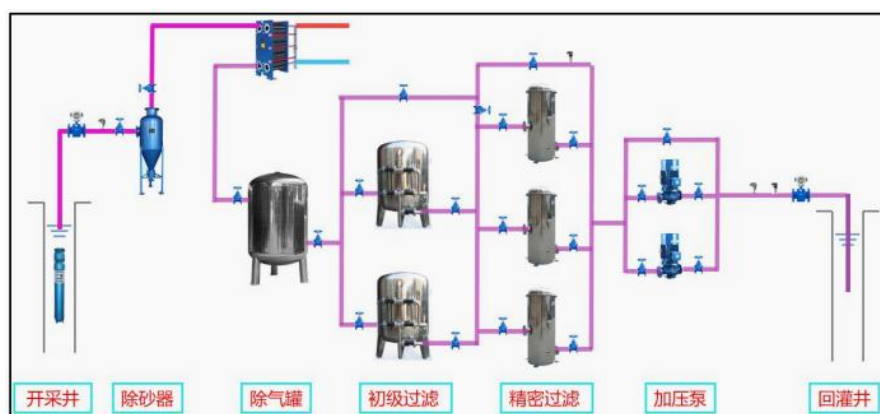 开采井
除砂器
除气罐
初级过滤
精密过滤
加压泵
回灌井